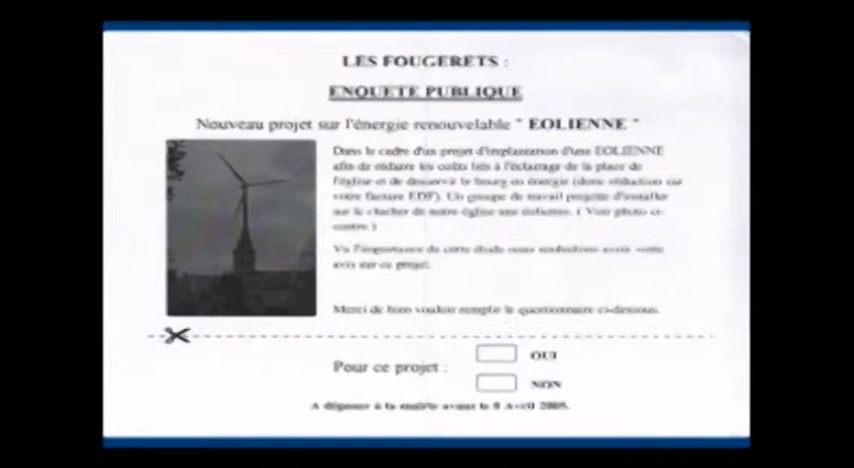 LES FOUGERETS :
ENQUETE PUBLIQUE
Nouveau projet sur l'énergie renouvelable " EOLIENNE "
Dans le cadre d'un projet d'implantation d'une EOLIENNE
afin de réduire les coûts liés à l'éclairage de la place de
l'église et de desservir le bourg en énergie (donc réduction sur
votre facture EDF). Un groupe de travail projette d'installer
sur le clocher de notre église une éolienne. ( Voir photo ci-
contre )
Vu l'importance de cette étude nous souhaitons avoir votre
avis sur ce projet.
Merci de bien vouloir remplir le questionnaire ci-dessous.
Pour ce projet :
OUI
NON
A déposer à la mairie avant le 8 Avril 2005.